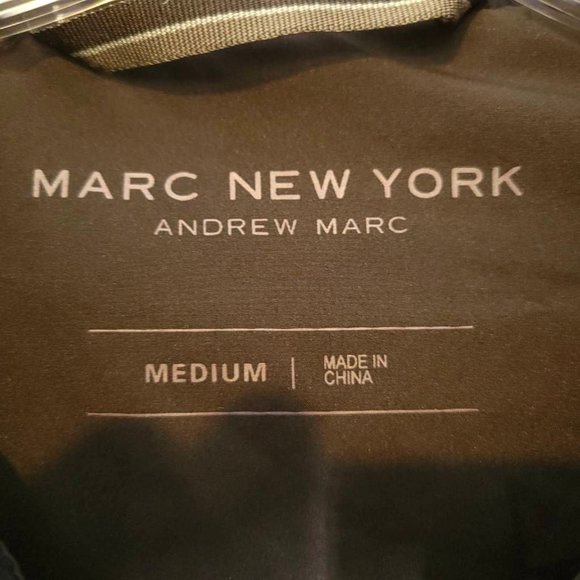 MARC NEW YORK
ANDREW MARC
MEDIUM | MADE IN
CHINA